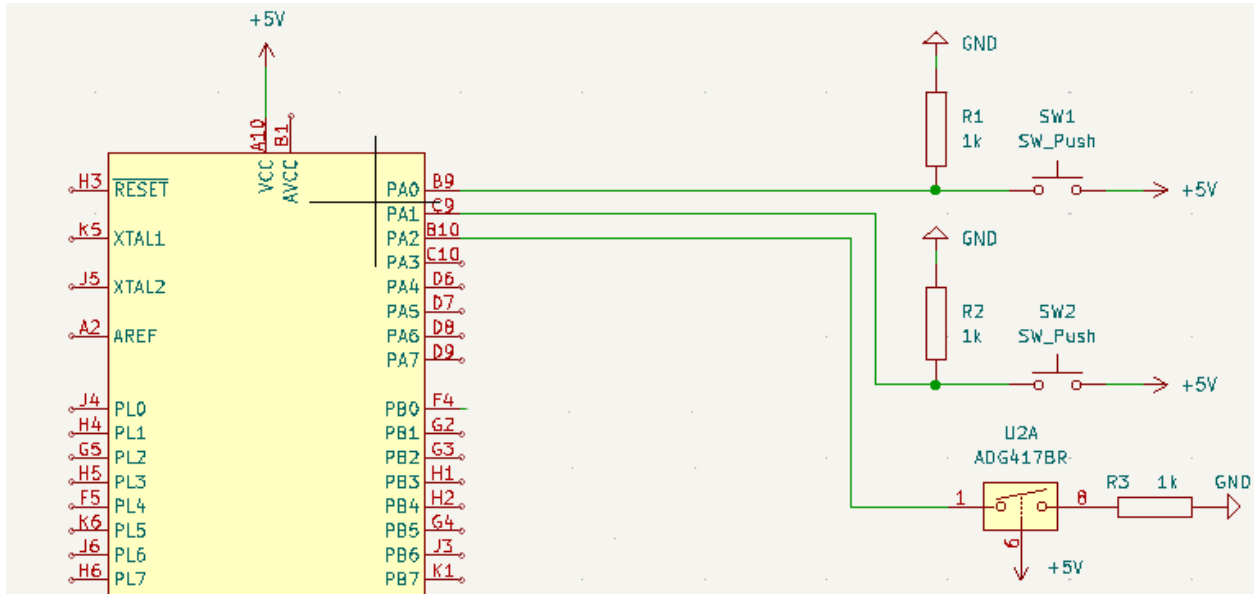 +5V
GND
A10
B1
R1
1k
SW1
SW_Push
VCC
AVCC
H3
RESET
PA0
B9
+5V
PA1
C9
K5
XTAL1
PA2
B10
GND
PA3
C10
J5
XTAL2
PA4
D6
PA5
D7
R2
1k
SW2
SW_Push
A2
AREF
PA6
D8
PA7
D9
+5V
J4
PL0
PB0
F4
H4
PL1
PB1
G2
U2A
G5
PL2
PB2
G3
ADG417BR
H5
PL3
PB3
H1
R3
1k
GND
F5
PL4
PB4
H2
1
8
K6
PL5
PB5
G4
6
J6
PL6
PB6
J3
+5V
H6
PL7
PB7
K1